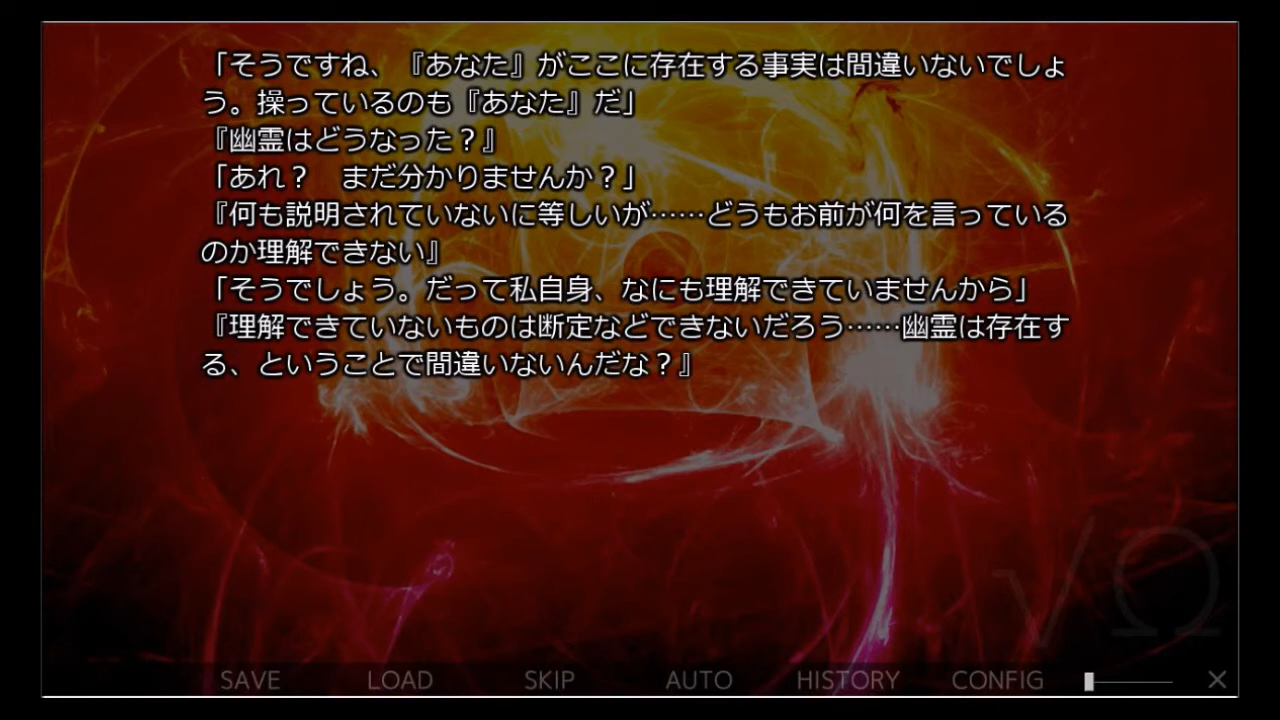 「そうですね、『あなた』がここに存在する事実は間違いないでしょ
う。操っているのも『あなた』だ」
『幽霊はどうなった？』
「あれ？　まだ分かりませんか？」
『何も説明されていないに等しいが……どうもお前が何を言っている
のか理解できない』
「そうでしょう。だって私自身、なにも理解できていませんから」
『理解できていないものは断定などできないだろう……幽霊は存在す
る、ということで間違いないんだな？』
√Ω
SAVE LOAD SKIP AUTO HISTORY CONFIG ×